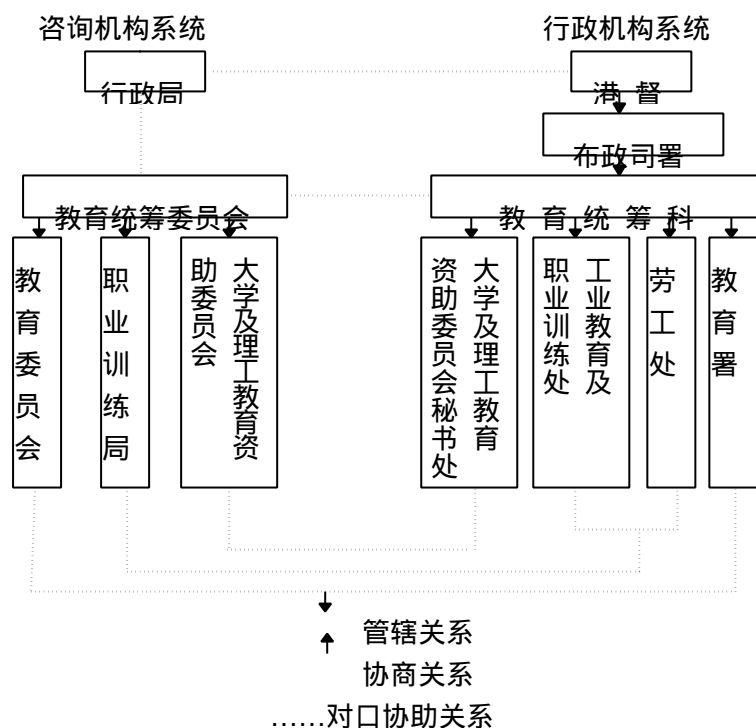 咨询机构系统
行政机构系统
行政局
港 督
布政司署
教育统筹委员会
教 育 统 筹 科
教育委员会
职业训练局
大学及理工教育资
助委员会
大学及理工教育
资助委员会秘书处
工业教育及
职业训练处
劳工处
教育署
管辖关系
协商关系
……对口协助关系